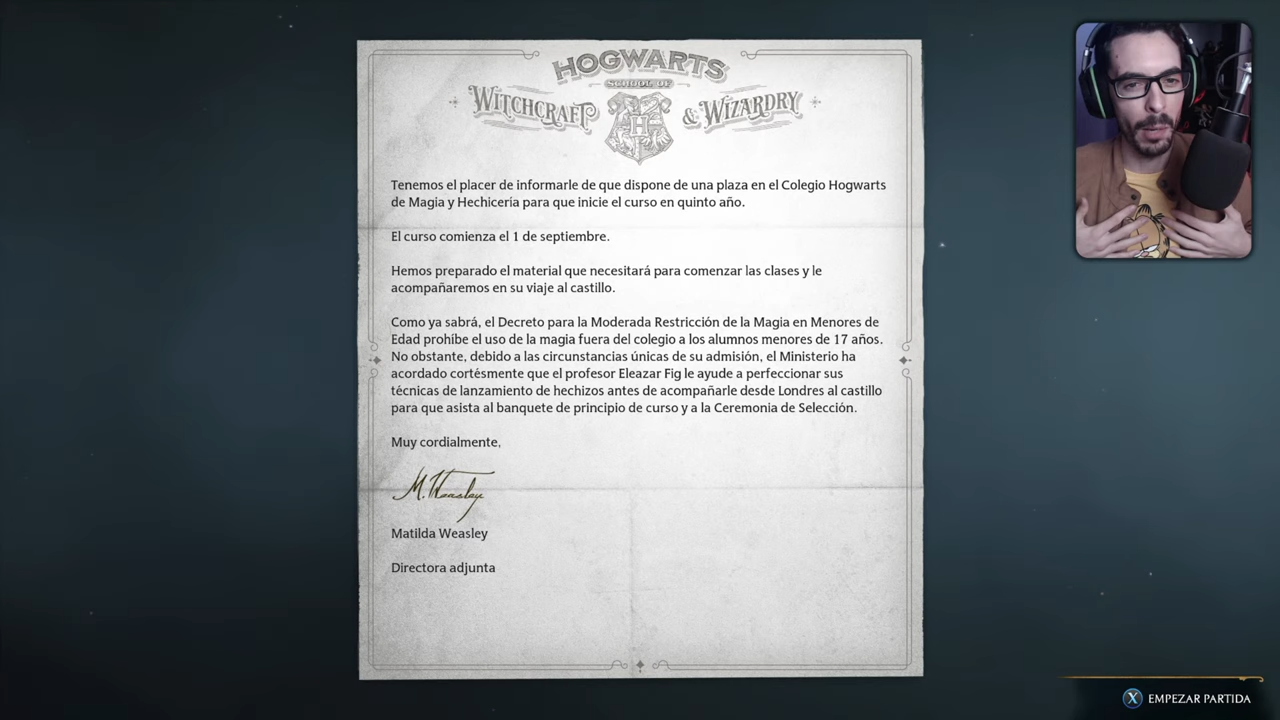 HOGWARTS
SCHOOL OF
WITCHCRAFT & WIZARDRY
H
Tenemos el placer de informarle de que dispone de una plaza en el Colegio Hogwarts
de Magia y Hechicería para que inicie el curso en quinto año.
El curso comienza el 1 de septiembre.
Hemos preparado el material que necesitará para comenzar las clases y le
acompañaremos en su viaje al castillo.
Como ya sabrá, el Decreto para la Moderada Restricción de la Magia en Menores de
Edad prohíbe el uso de la magia fuera del colegio a los alumnos menores de 17 años.
No obstante, debido a las circunstancias únicas de su admisión, el Ministerio ha
acordado cortésmente que el profesor Eleazar Fig le ayude a perfeccionar sus
técnicas de lanzamiento de hechizos antes de acompañarle desde Londres al castillo
para que asista al banquete de principio de curso y a la Ceremonia de Selección.
Muy cordialmente,
M. Weasley
Matilda Weasley
Directora adjunta
X EMPEZAR PARTIDA